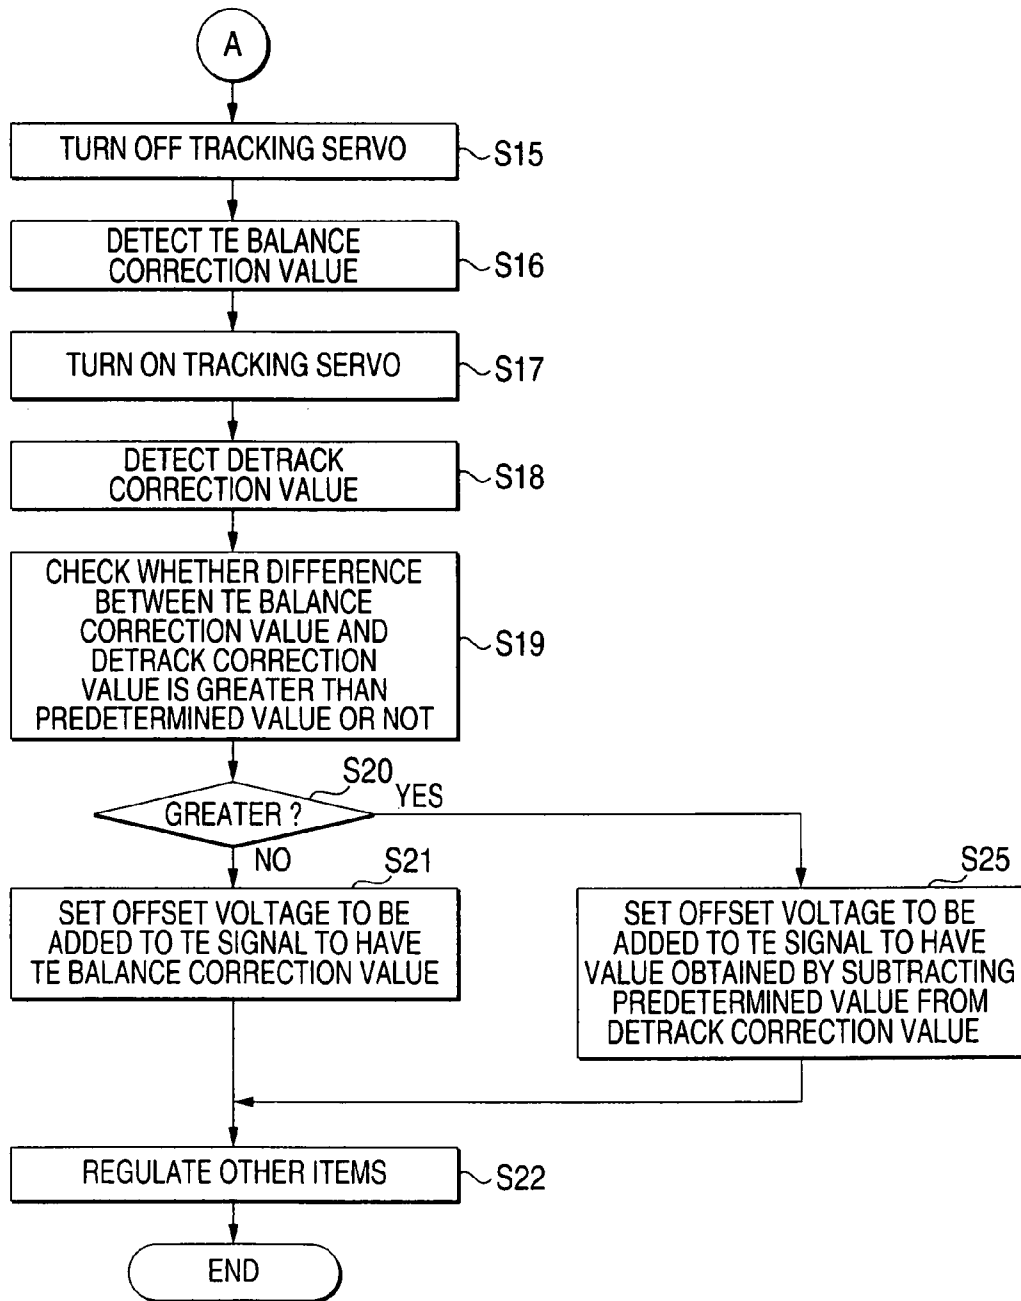 A
TURN OFF TRACKING SERVO
S15
DETECT TE BALANCE
CORRECTION VALUE
S16
TURN ON TRACKING SERVO
S17
DETECT DETRACK
CORRECTION VALUE
S18
CHECK WHETHER DIFFERENCE
BETWEEN TE BALANCE
CORRECTION VALUE AND
DETRACK CORRECTION
VALUE IS GREATER THAN
PREDETERMINED VALUE OR NOT
S19
S20
GREATER ?
YES
NO
S21
SET OFFSET VOLTAGE TO BE
ADDED TO TE SIGNAL TO HAVE
TE BALANCE CORRECTION VALUE
S25
SET OFFSET VOLTAGE TO BE
ADDED TO TE SIGNAL TO HAVE
VALUE OBTAINED BY SUBTRACTING
PREDETERMINED VALUE FROM
DETRACK CORRECTION VALUE
REGULATE OTHER ITEMS
S22
END